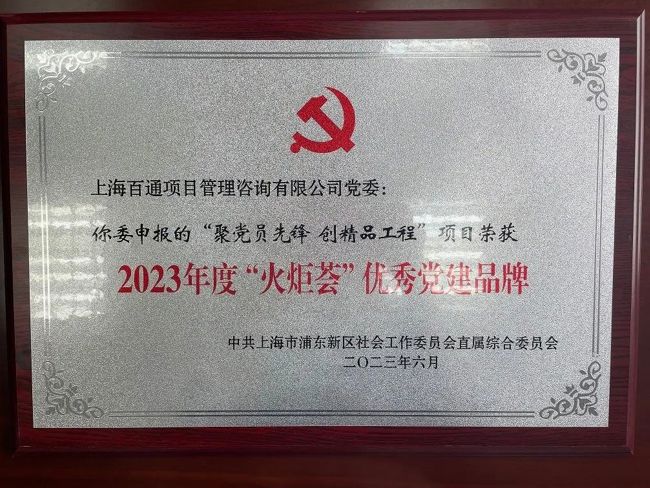 上海百通项目管理咨询有限公司党委：
你委申报的“聚党员先锋 创精品工程”项目荣获
2023年度“火炬荟”优秀党建品牌
中共上海市浦东新区社会工作委员会直属综合委员会
二〇二三年六月